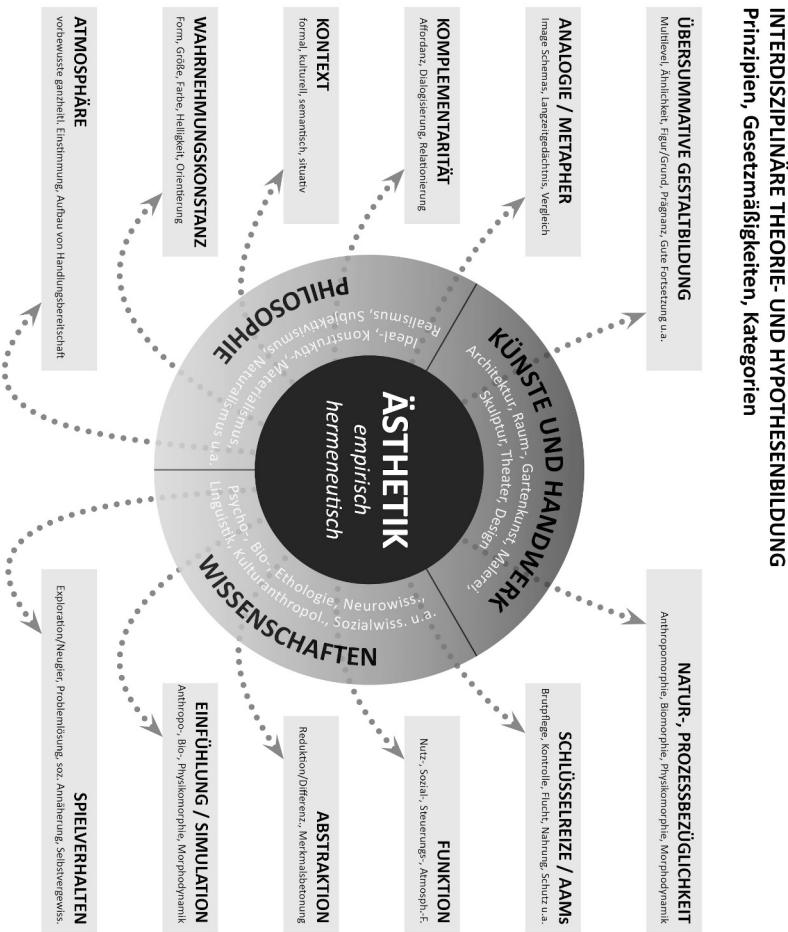 INTERDISZIPLINÄRE THEORIE- UND HYPOTHESENBILDUNG
Prinzipien, Gesetzmäßigkeiten, Kategorien
ÜBERSUMMATIVE GESTALTBILDUNG
Multilevel, Ähnlichkeit, Figur/Grund, Prägnanz, Gute Fortsetzung u.a.
ANALOGIE / METAPHER
Image Schemas, Langzeitgedächtnis, Vergleich
KOMPLEMENTARITÄT
Affordanz, Dialogisierung, Relationierung
KONTEXT
formal, kulturell, semantisch, situativ
WAHRNEHMUNGSKONSTANZ
Form, Größe, Farbe, Helligkeit, Orientierung
ATMOSPHÄRE
vorbewusste ganzheitl. Einstimmung, Aufbau von Handlungsbereitschaft
KÜNSTE UND HANDWERK
Architektur, Raum-, Gartenkunst, Malerei,
Skulptur, Theater, Design
PHILOSOPHIE
Ideal-, Konstruktiv-, Materialismus,
Realismus, Subjektivismus, Naturalismus u.a.
ÄSTHETIK
empirisch
hermeneutisch
Psycho-, Bio-, Ethologie, Neurowiss.,
Linguistik, Kulturanthropol., Sozialwiss. u.a.
WISSENSCHAFTEN
NATUR-, PROZESSBEZÜGLICHKEIT
Anthropomorphie, Biomorphie, Physikomorphie, Morphodynamik
SCHLÜSSELREIZE / AAMs
Brutpflege, Kontrolle, Flucht, Nahrung, Schutz u.a.
FUNKTION
Nutz-, Sozial-, Steuerungs-, Atmosph.-F.
ABSTRAKTION
Reduktion/Differenz., Merkmalsbetonung
EINFÜHLUNG / SIMULATION
Anthropo-, Bio-, Physikomorphie, Morphodynamik
SPIELVERHALTEN
Exploration/Neugier, Problemlösung, soz. Annäherung, Selbstvergewiss.